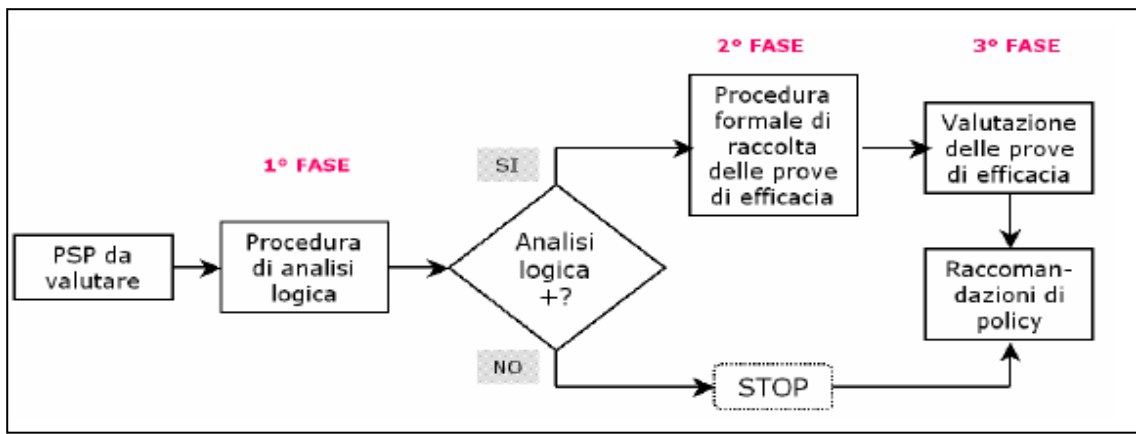 2° FASE
3° FASE
Procedura
formale di
raccolta
delle prove
di efficacia
Valutazione
delle prove
di efficacia
1° FASE
SI
PSP da
valutare
Procedura
di analisi
logica
Analisi
logica
+?
Raccoman-
dazioni di
policy
NO
STOP